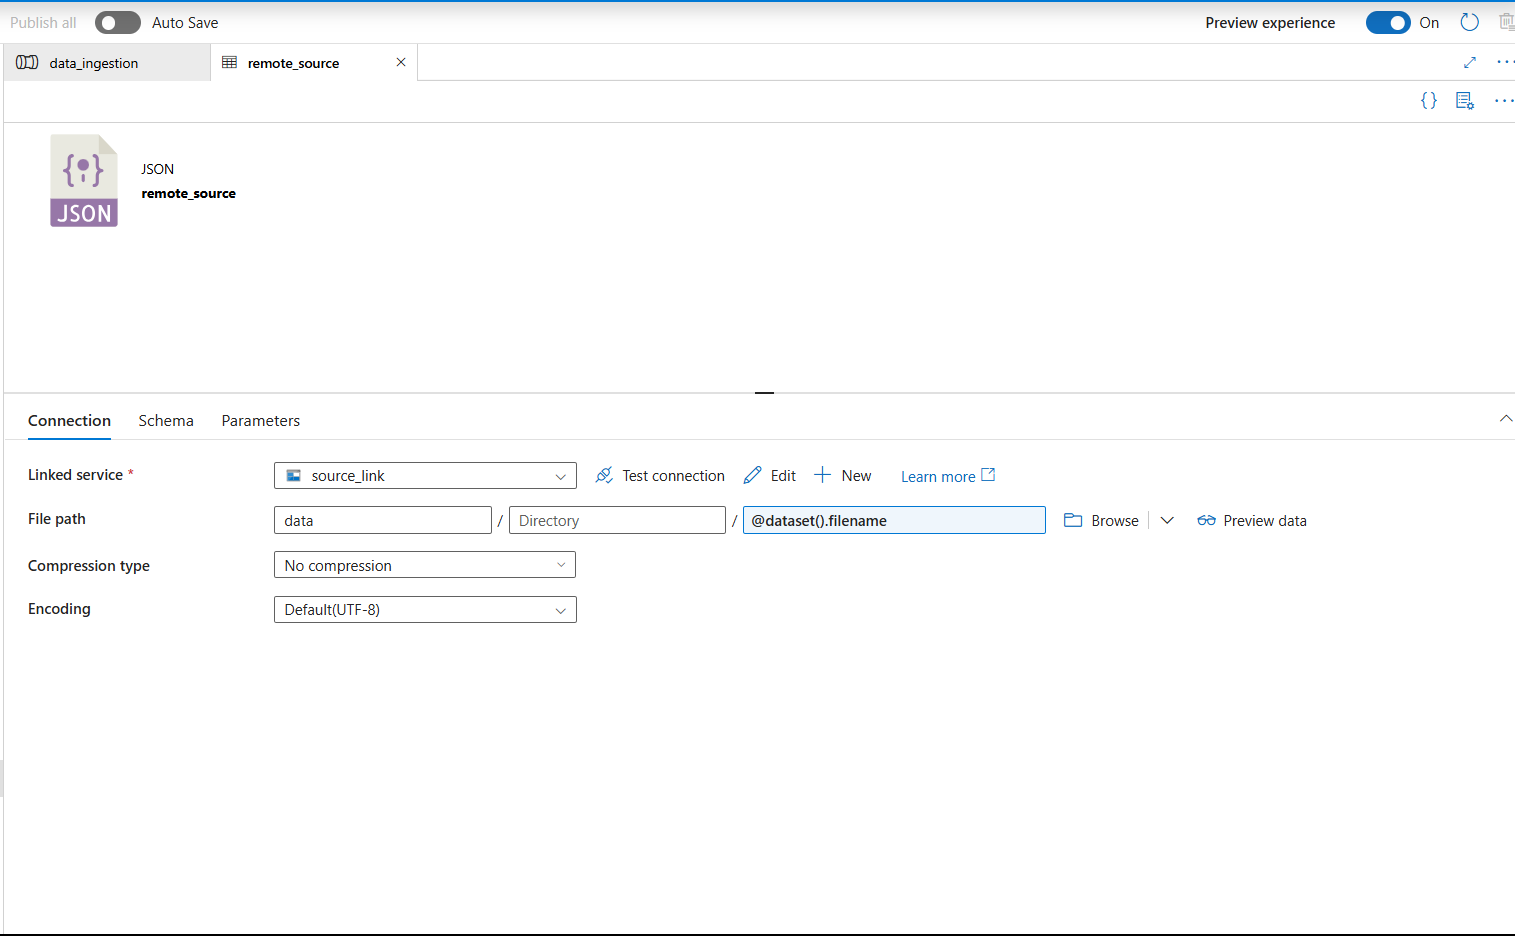 Publish all Auto Save Preview experience On
data_ingestion remote_source
{}
JSON
remote_source
{ } JSON
Connection Schema Parameters
Linked service * source_link Test connection Edit New Learn more
File path data / Directory / @dataset().filename Browse Preview data
Compression type No compression
Encoding Default(UTF-8)